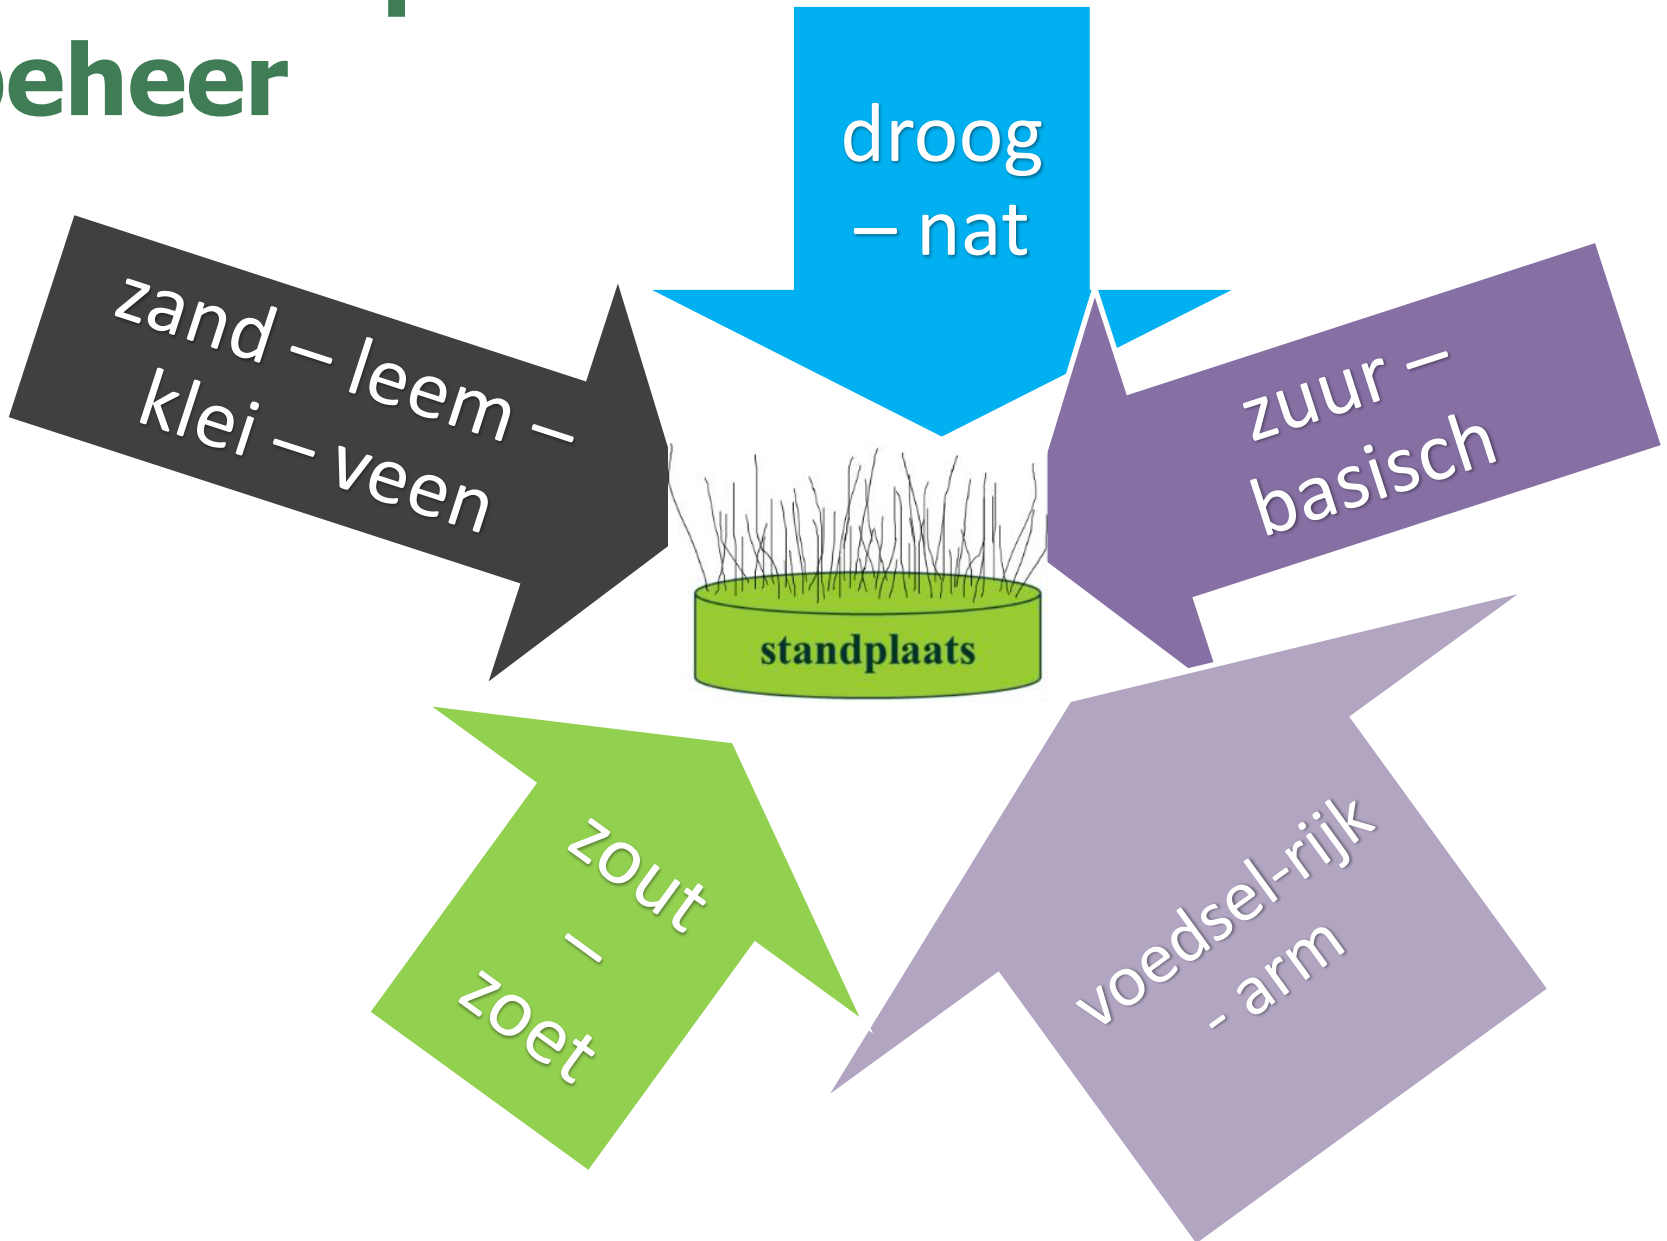 beheer
droog
– nat
zand – leem –
klei – veen
zuur –
basisch
standplaats
zout
–
zoet
voedsel-rijk
- arm